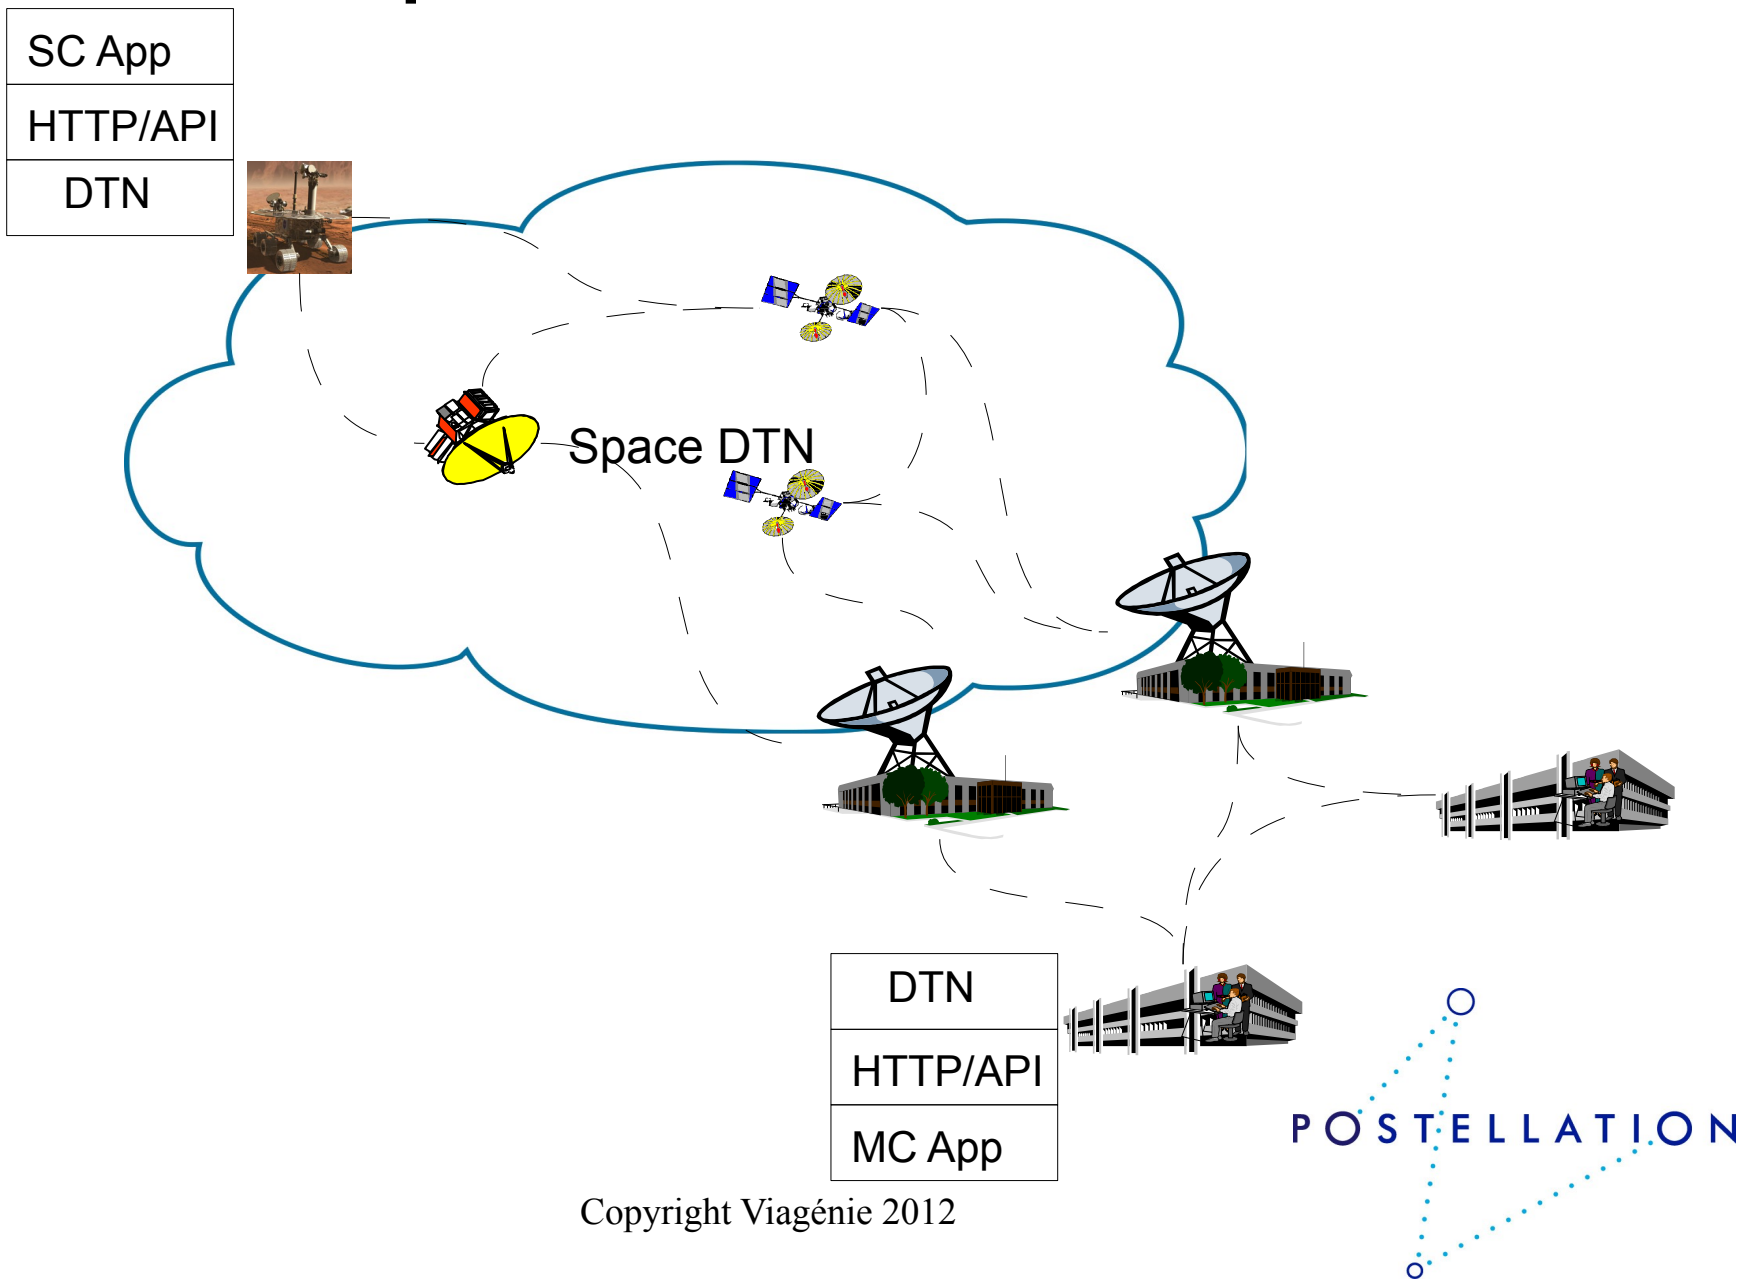 SC App
HTTP/API
DTN
Space DTN
DTN
HTTP/API
MC App
POSTELLATION
Copyright Viagénie 2012